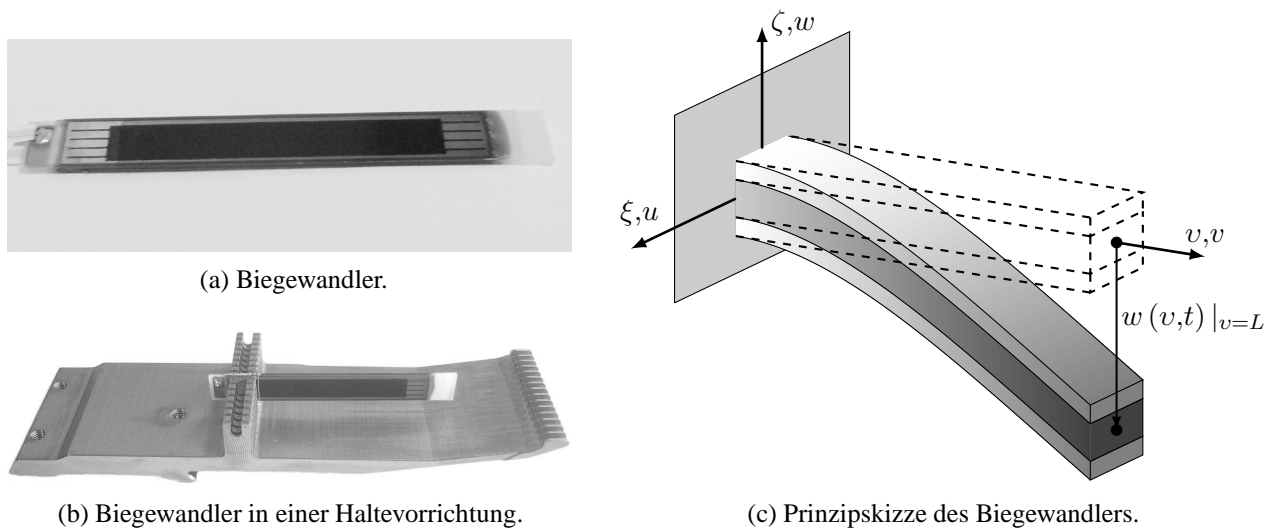 (a) Biegewandler.
(b) Biegewandler in einer Haltevorrichtung.
ζ,w
ξ,u
υ,v
w (υ,t) |υ=L
(c) Prinzipskizze des Biegewandlers.